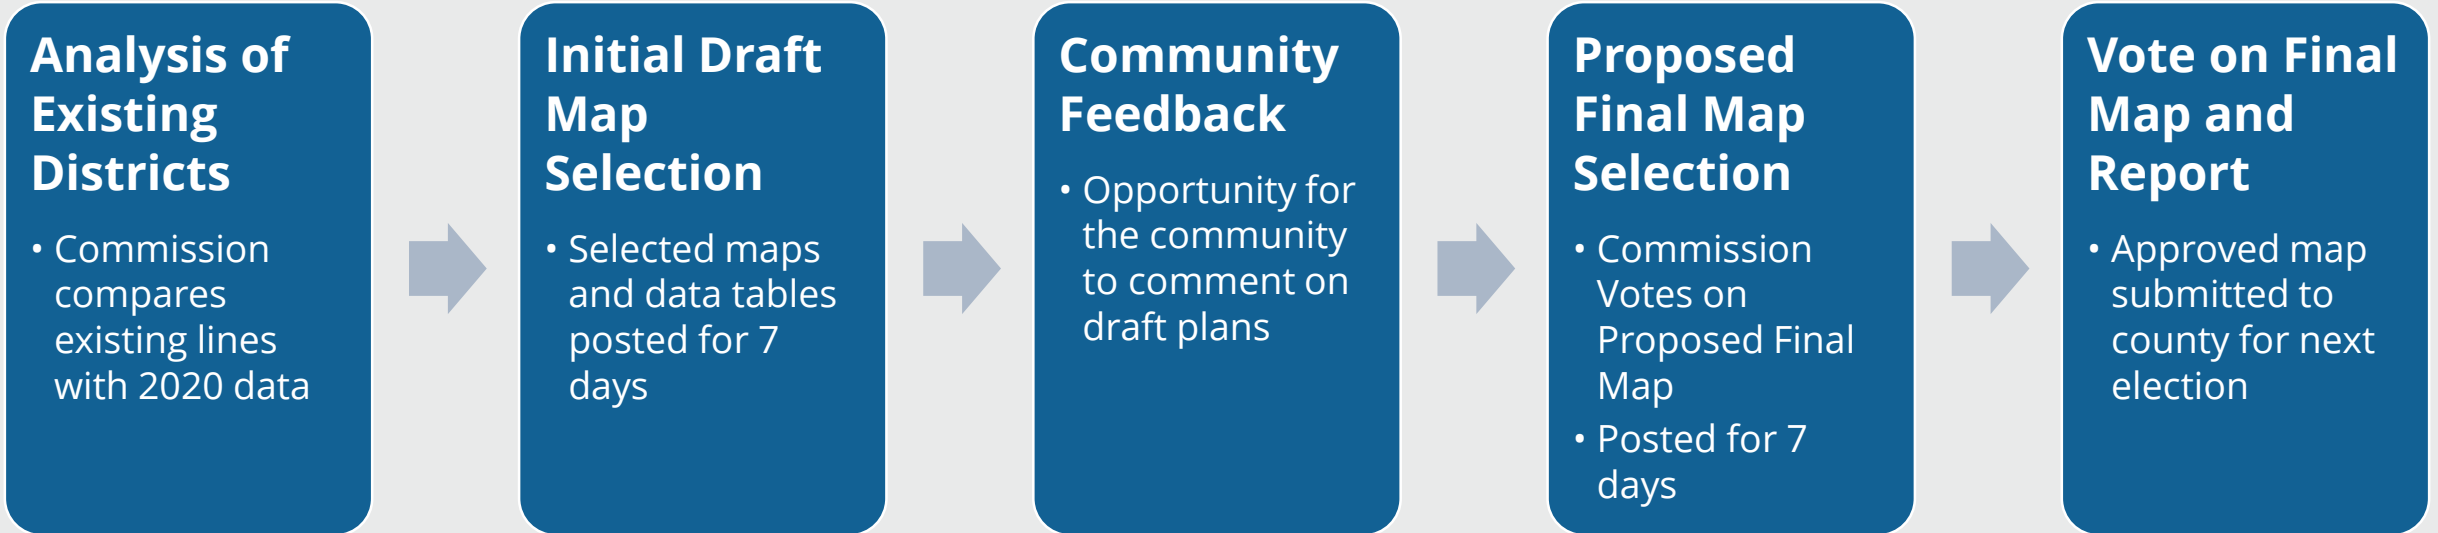 Analysis of
Existing
Districts
• Commission
compares
existing lines
with 2020 data
Initial Draft
Map
Selection
• Selected maps
and data tables
posted for 7
days
Community
Feedback
• Opportunity for
the community
to comment on
draft plans
Proposed
Final Map
Selection
• Commission
Votes on
Proposed Final
Map
• Posted for 7
days
Vote on Final
Map and
Report
• Approved map
submitted to
county for next
election